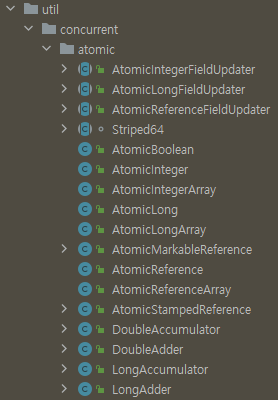 util
concurrent
atomic
AtomicIntegerFieldUpdater
AtomicLongFieldUpdater
AtomicReferenceFieldUpdater
Striped64
AtomicBoolean
AtomicInteger
AtomicIntegerArray
AtomicLong
AtomicLongArray
AtomicMarkableReference
AtomicReference
AtomicReferenceArray
AtomicStampedReference
DoubleAccumulator
DoubleAdder
LongAccumulator
LongAdder